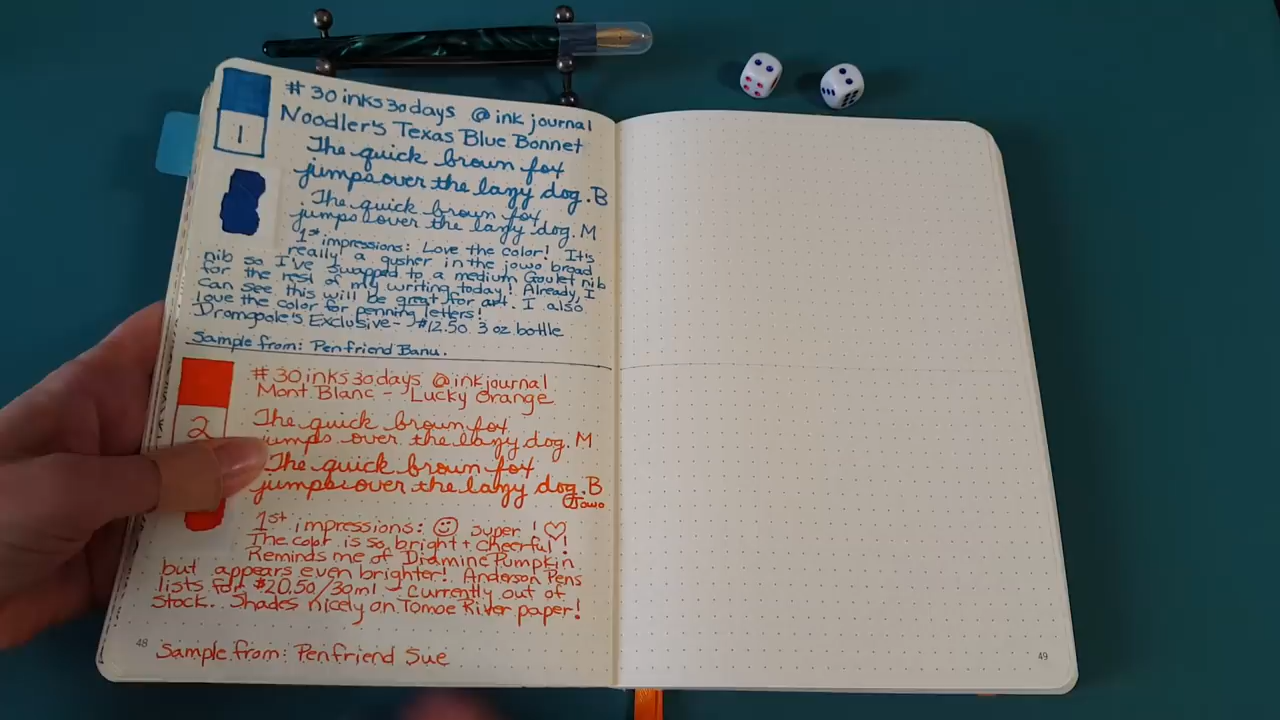 # 30 inks 30 days @ink journal
1
Noodler's Texas Blue Bonnet
The quick brown fox
jumps over the lazy dog. B
The quick brown fox
jumps over the lazy dog. M
1st impressions: Love the color! It's
really a gusher in the jowo broad
nib so I've swapped to a medium Goulet nib
for the rest of my writing today! Already, I
can see this will be great for art. I also
love the color for penning letters!
Dromgoole's Exclusive - $12.50 3 oz bottle
Sample from: Penfriend Banu.
# 30 inks 30 days @inkjournal
Mont Blanc - Lucky Orange
2
The quick brown fox
jumps over the lazy dog. M
The quick brown fox
jumps over the lazy dog. B
Jowo
1st impressions: ☺ super! ♡
The color is so bright + cheerful!
Reminds me of Diamine Pumpkin
but appears even brighter! Anderson Pens
lists for $20.50/30ml - Currently out of
stock. Shades nicely on Tomoe River paper!
48
Sample from: Penfriend Sue
49